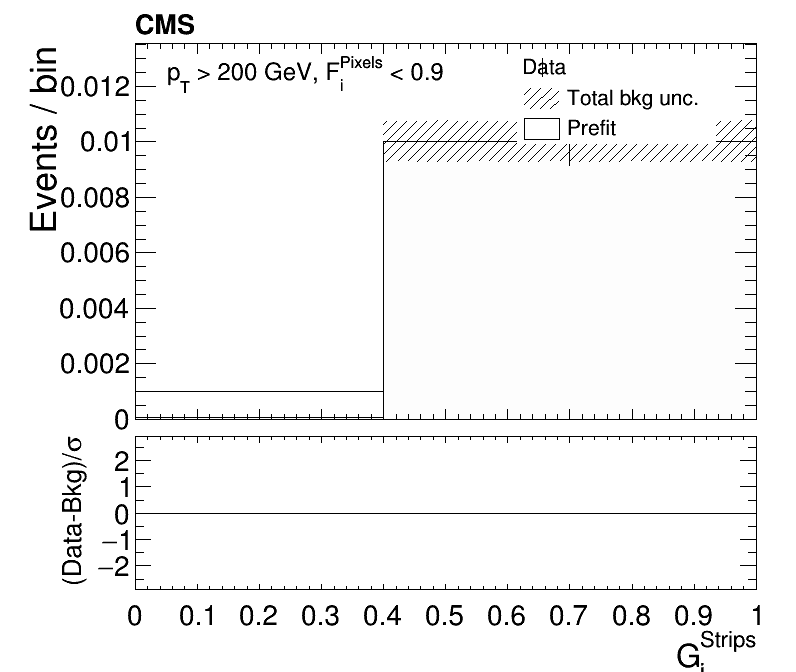 CMS
p_T > 200 GeV, F_i^Pixels < 0.9
Data
Total bkg unc.
Prefit
Events / bin
0.012
0.01
0.008
0.006
0.004
0.002
0
(Data-Bkg)/σ
2
1
0
−1
−2
0 0.1 0.2 0.3 0.4 0.5 0.6 0.7 0.8 0.9 1
G_i^Strips